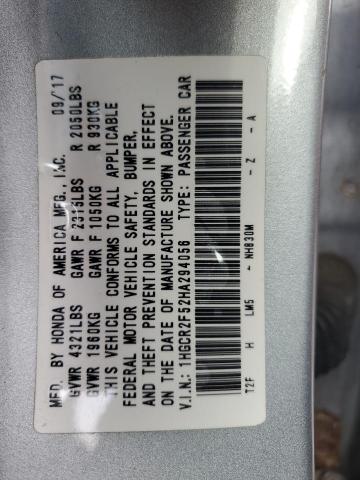 MFD. BY HONDA OF AMERICA MFG., INC. 09/17
GVWR 4321LBS GAWR F 2318LBS R 2050LBS
GVWR 1960KG GAWR F 1050KG R 930KG
THIS VEHICLE CONFORMS TO ALL APPLICABLE
FEDERAL MOTOR VEHICLE SAFETY, BUMPER,
AND THEFT PREVENTION STANDARDS IN EFFECT
ON THE DATE OF MANUFACTURE SHOWN ABOVE.
V.I.N.: 1HGCR2F52HA294056 TYPE: PASSENGER CAR
T2F H LM5 - NH830M - Z - A